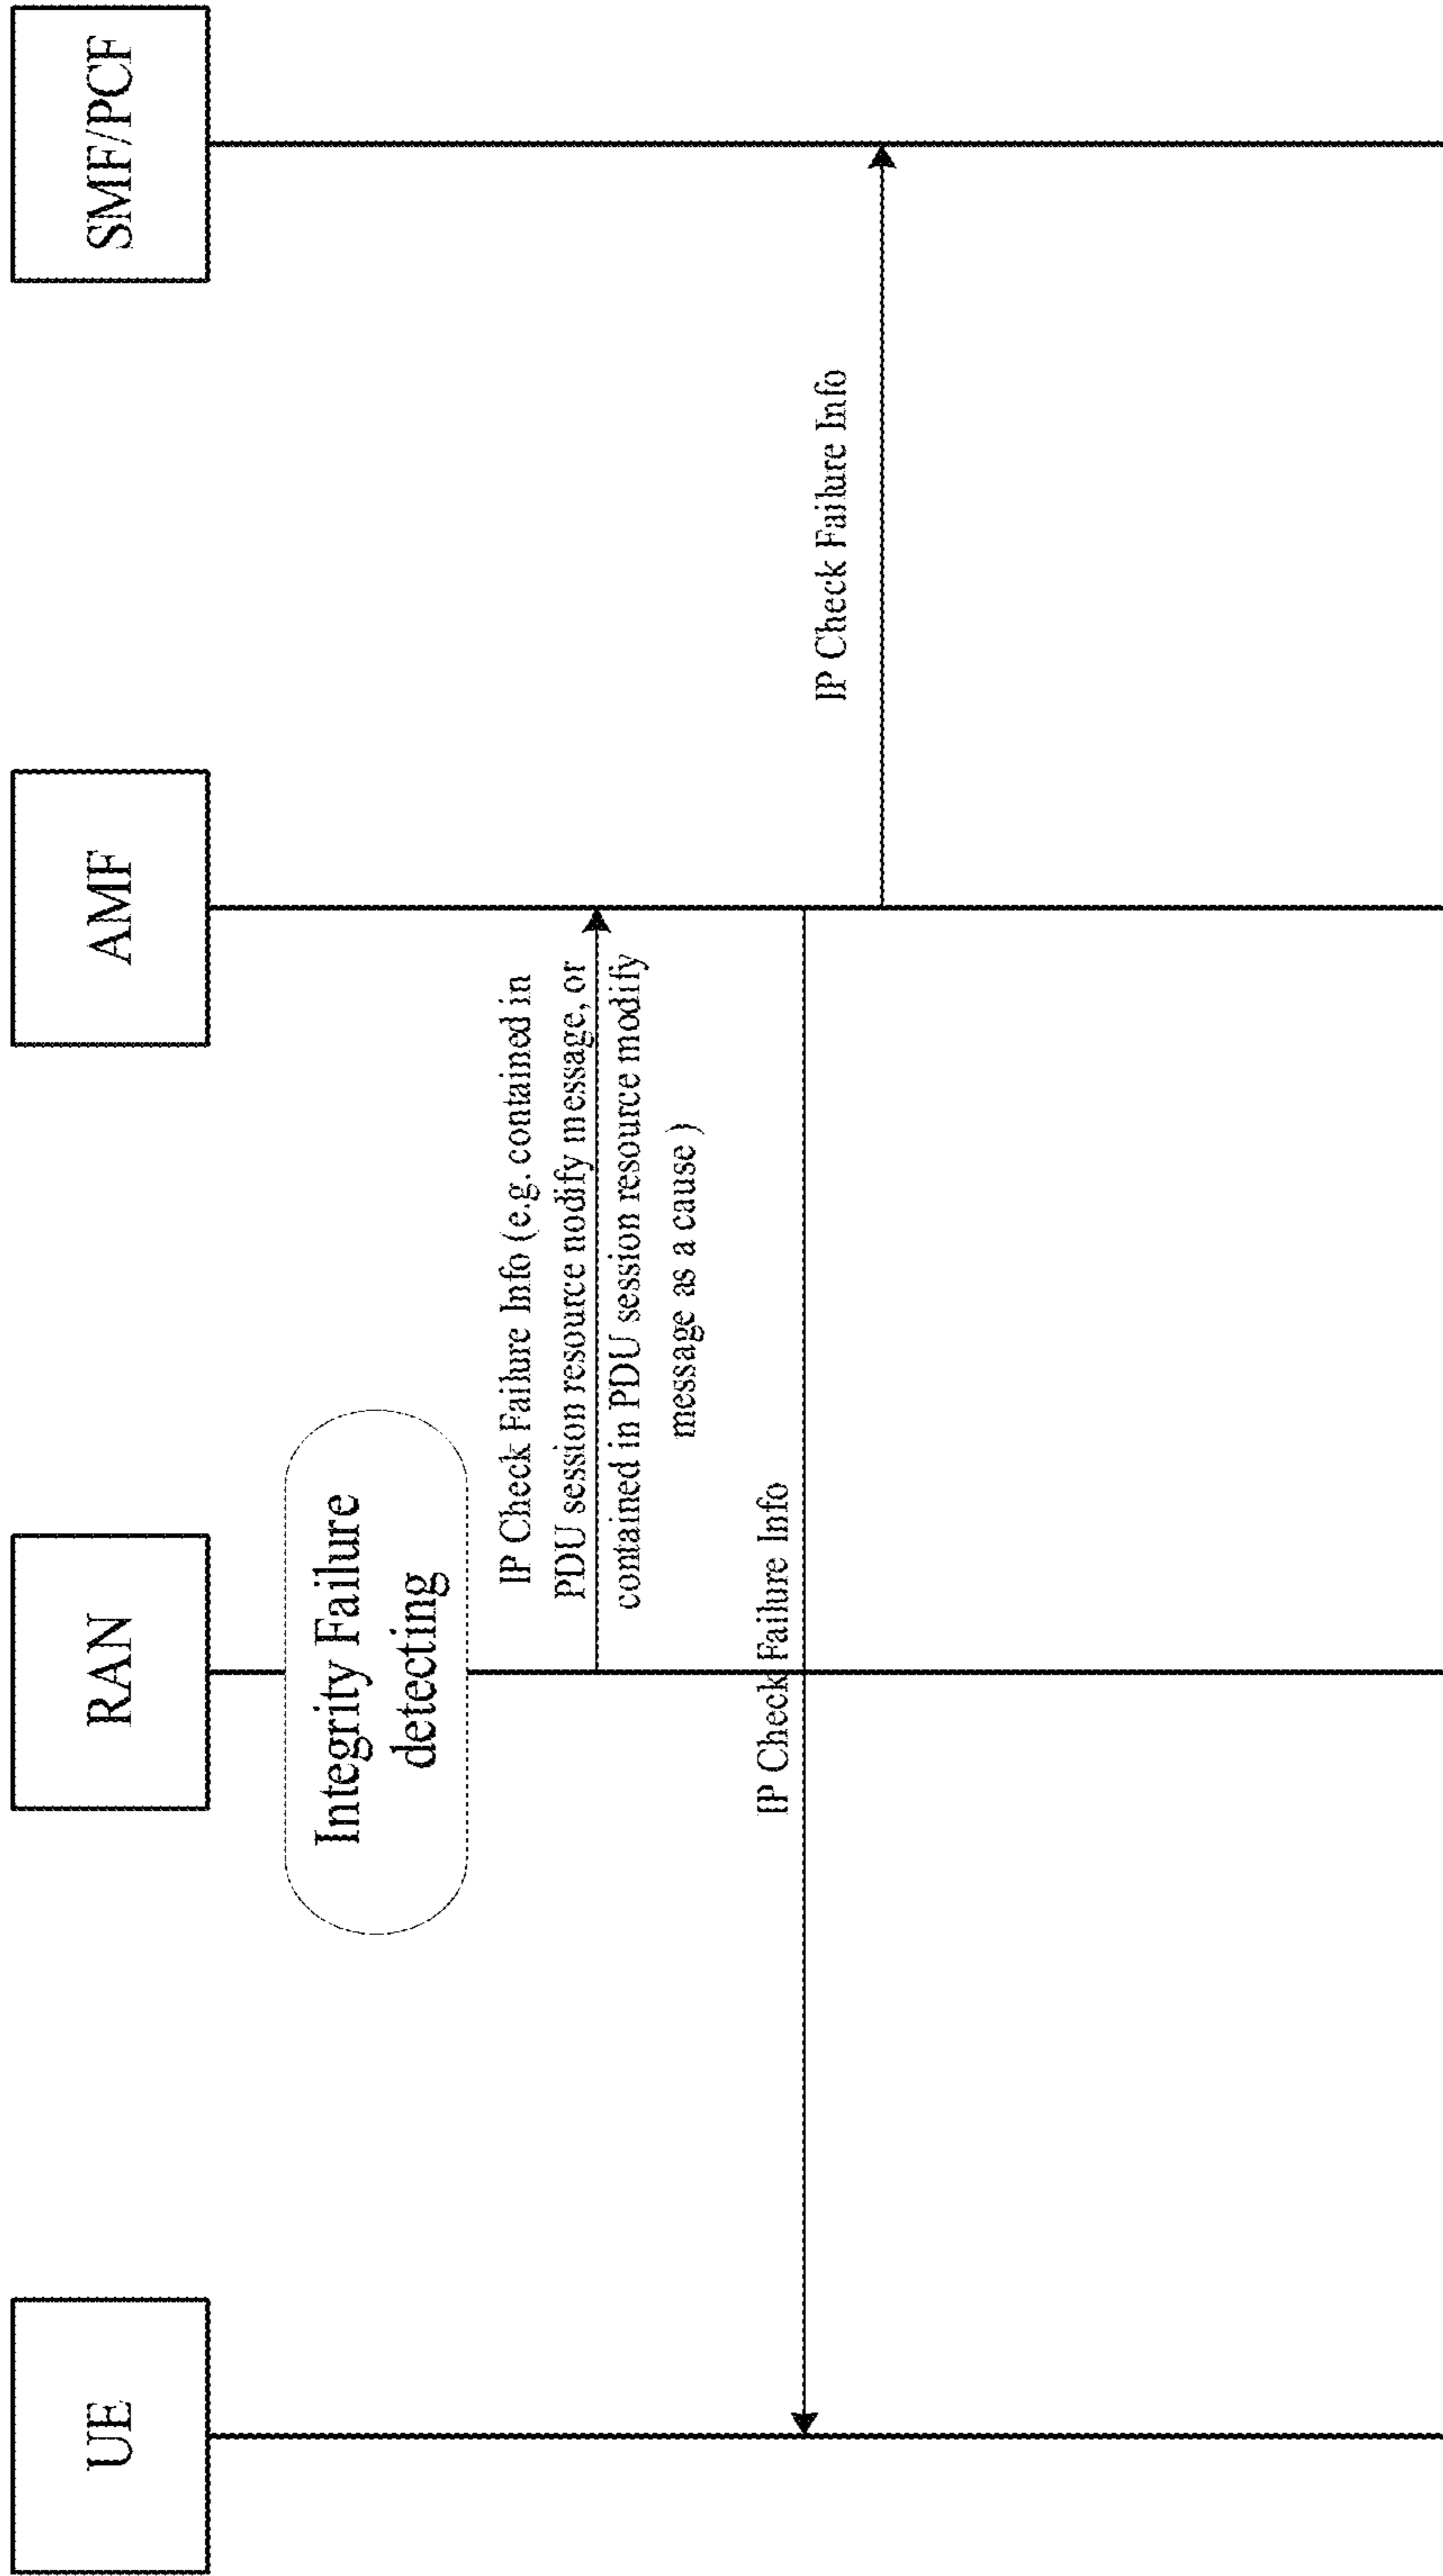 UE
RAN
AMF
SMF/PCF
Integrity Failure
detecting
IP Check Failure Info (e.g. contained in
PDU session resource nodify message, or
contained in PDU session resource modify
message as a cause )
IP Check Failure Info
IP Check Failure Info